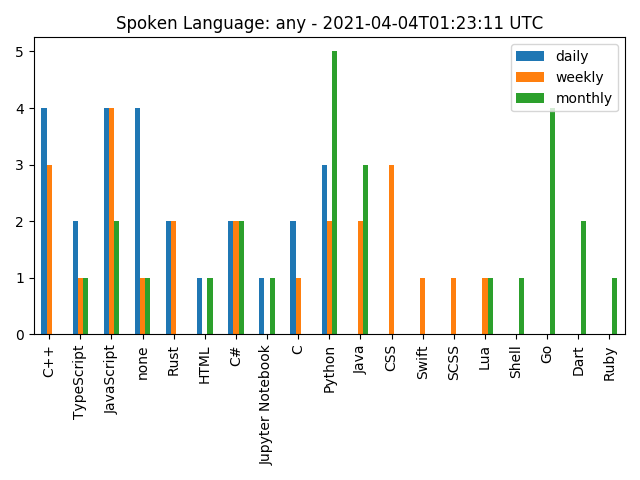 Spoken Language: any - 2021-04-04T01:23:11 UTC
daily
weekly
monthly
5
4
3
2
1
0
C++
TypeScript
JavaScript
none
Rust
HTML
C#
Jupyter Notebook
C
Python
Java
CSS
Swift
SCSS
Lua
Shell
Go
Dart
Ruby